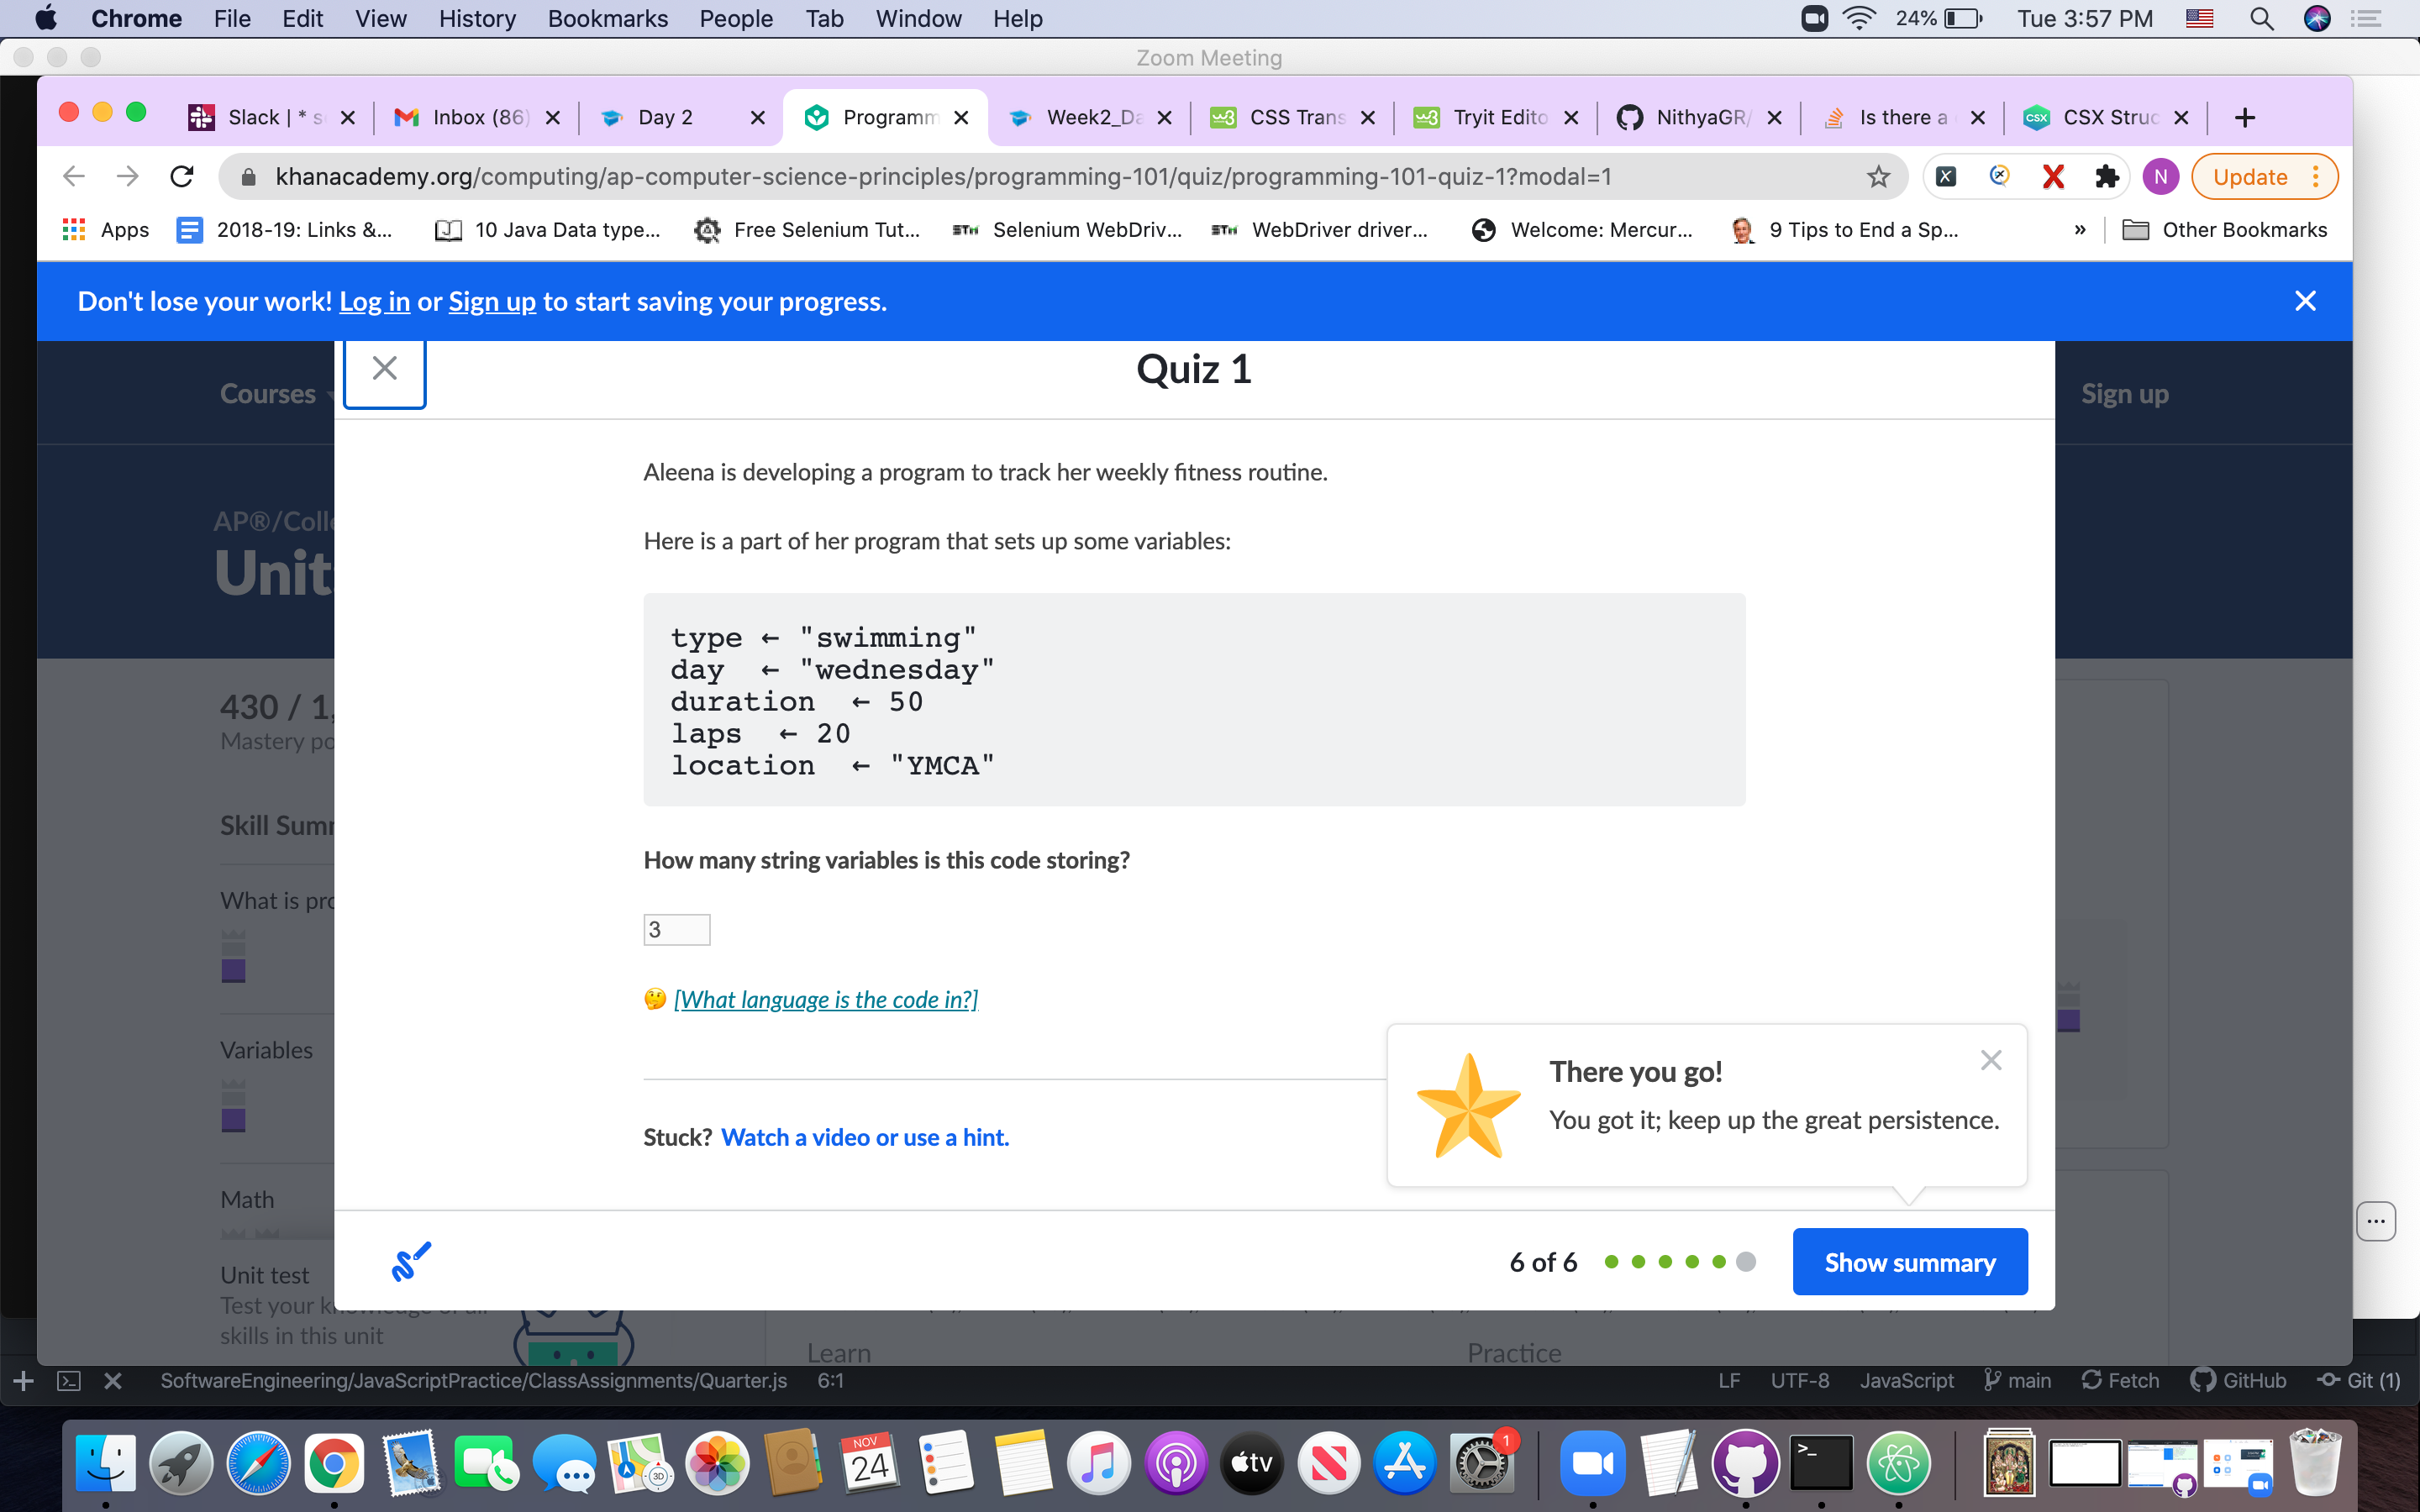 Chrome File Edit View History Bookmarks People Tab Window Help 24% Tue 3:57 PM
Zoom Meeting
Slack | * s Inbox (86) Day 2 Programm Week2_Da CSS Trans Tryit Edito NithyaGR/ Is there a CSX Struc
khanacademy.org/computing/ap-computer-science-principles/programming-101/quiz/programming-101-quiz-1?modal=1 N Update
Apps 2018-19: Links &... 10 Java Data type... Free Selenium Tut... Selenium WebDriv... WebDriver driver... Welcome: Mercur... 9 Tips to End a Sp... » Other Bookmarks
Don't lose your work! Log in or Sign up to start saving your progress.
Quiz 1
Courses
Sign up
Aleena is developing a program to track her weekly fitness routine.
AP®/Colle
Here is a part of her program that sets up some variables:
Unit
type ← "swimming"
day ← "wednesday"
duration ← 50
laps ← 20
location ← "YMCA"
430 / 1,
Mastery po
Skill Summ
How many string variables is this code storing?
What is pro
3
[What language is the code in?]
Variables
There you go!
You got it; keep up the great persistence.
Stuck? Watch a video or use a hint.
Math
6 of 6
Show summary
Unit test
Test your knowledge of all
skills in this unit
Learn
Practice
SoftwareEngineering/JavaScriptPractice/ClassAssignments/Quarter.js 6:1 LF UTF-8 JavaScript main Fetch GitHub Git (1)
NOV
24
3D
tv
1